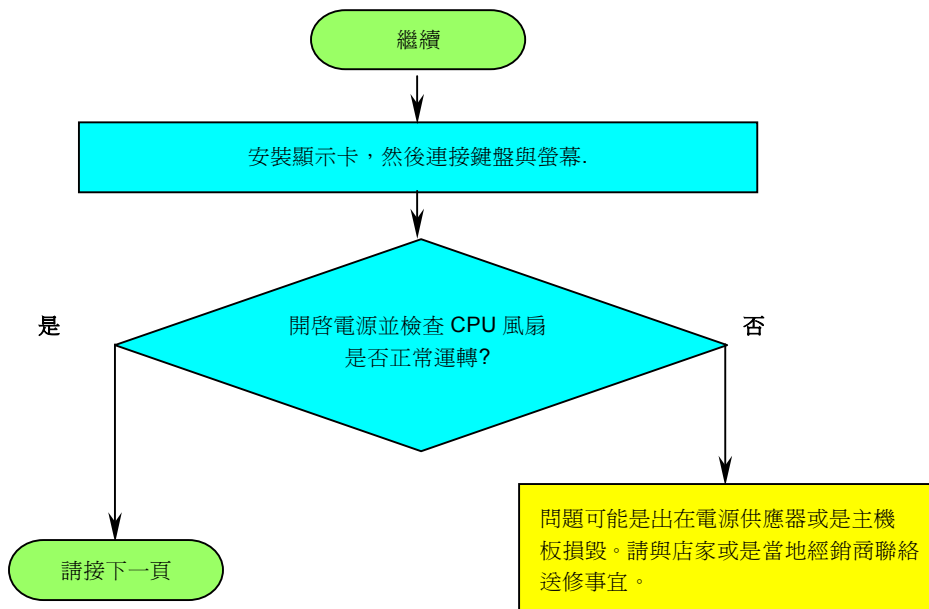 繼續
安裝顯示卡，然後連接鍵盤與螢幕.
是
開啓電源並檢查 CPU 風扇
是否正常運轉?
否
問題可能是出在電源供應器或是主機
板損毀。請與店家或是當地經銷商聯絡
送修事宜。
請接下一頁